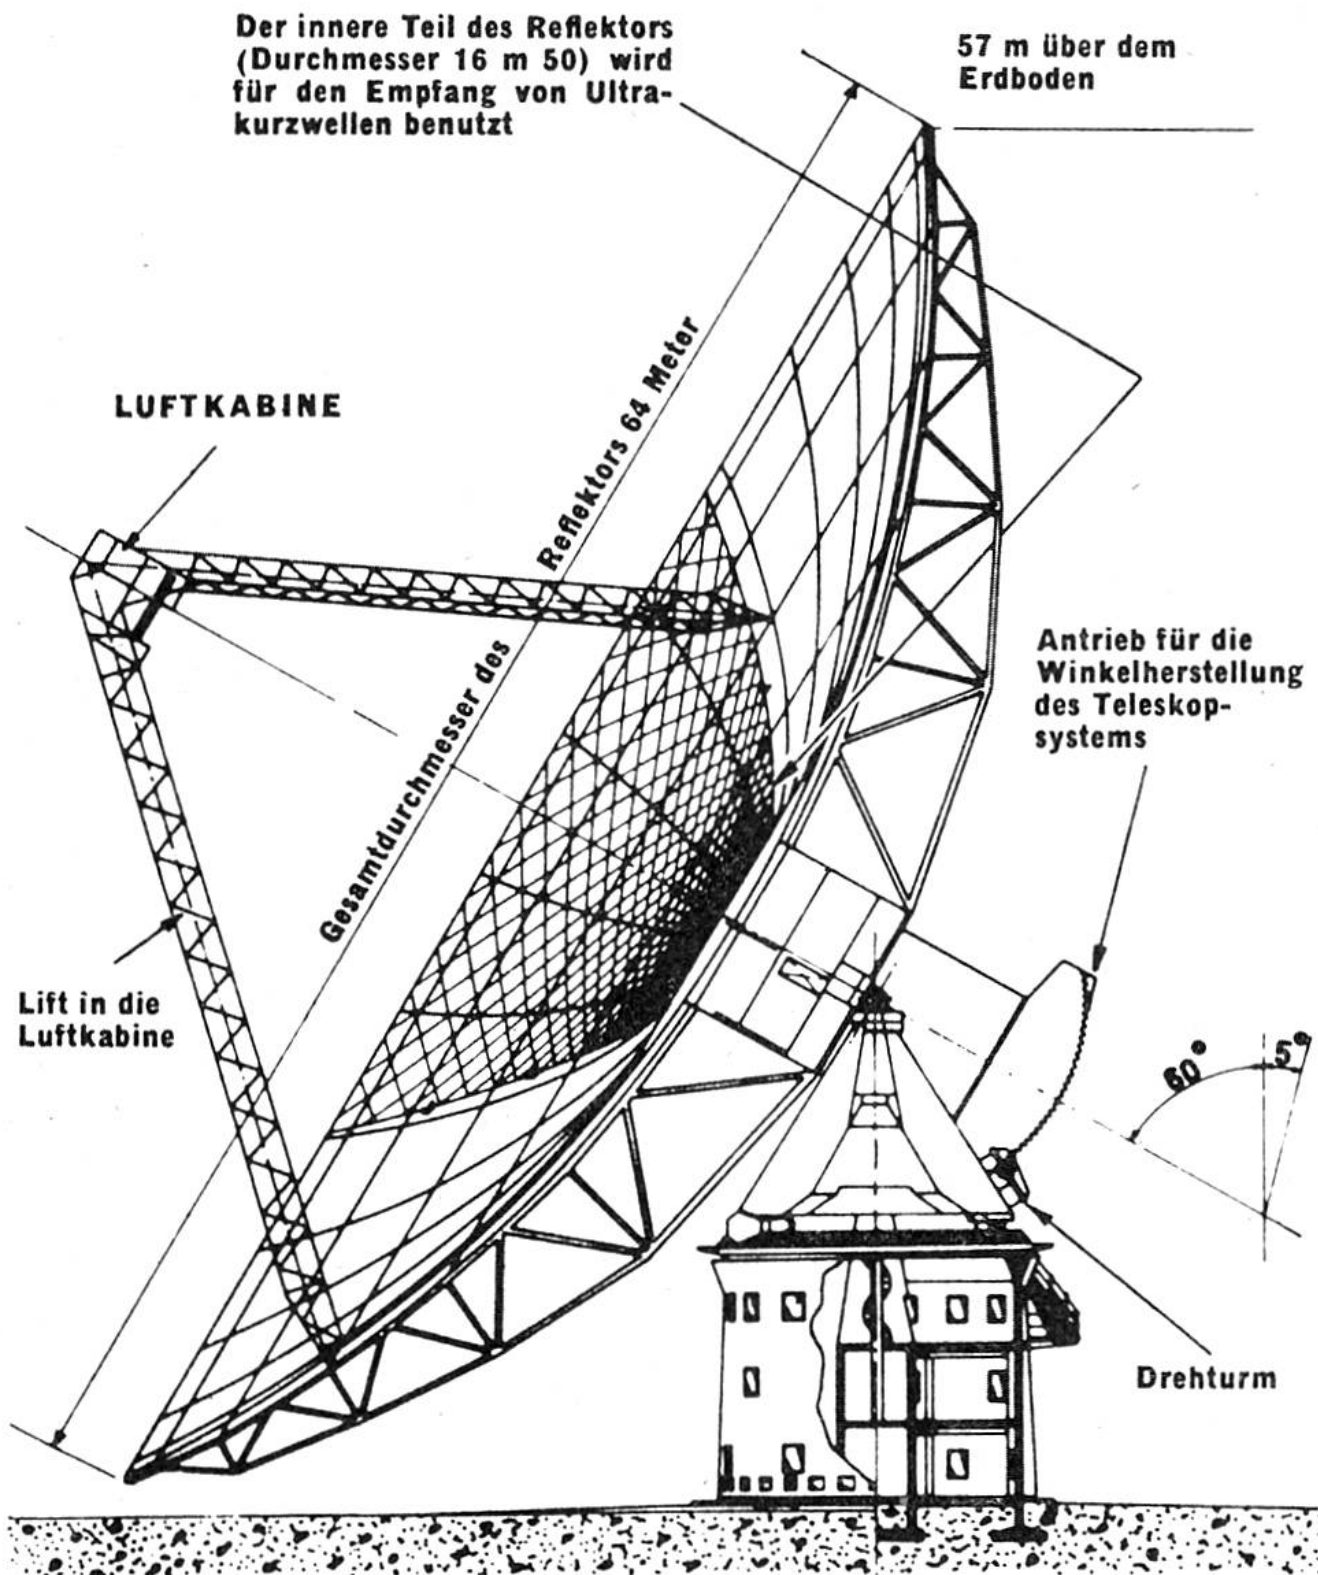 Der innere Teil des Reflektors
(Durchmesser 16 m 50) wird
für den Empfang von Ultra-
kurzwellen benutzt
57 m über dem
Erdboden
LUFTKABINE
Gesamtdurchmesser des Reflektors 64 Meter
Antrieb für die
Winkelherstellung
des Teleskop-
systems
Lift in die
Luftkabine
60°
5°
Drehturm